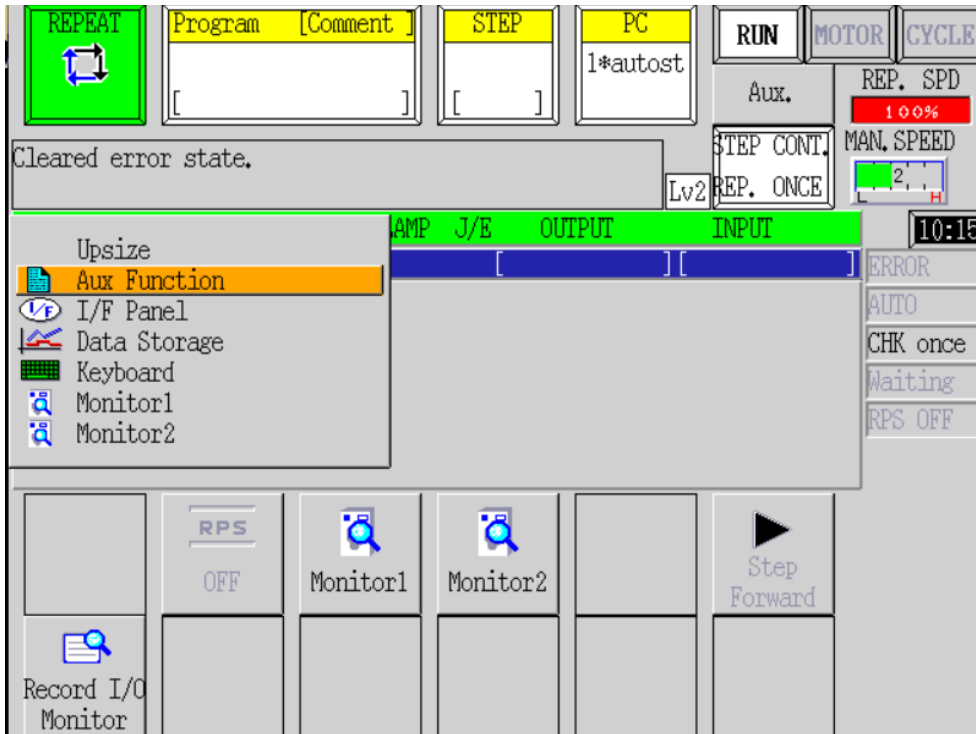 REPEAT
Program [Comment ]
[ ]
STEP
[ ]
PC
1*autost
RUN
MOTOR
CYCLE
Aux.
REP. SPD
100%
STEP CONT.
REP. ONCE
MAN.SPEED
2
L H
Cleared error state.
Lv2
AMP J/E OUTPUT INPUT
10:15
[ ] [ ]
Upsize
Aux Function
I/F I/F Panel
Data Storage
Keyboard
Monitor1
Monitor2
ERROR
AUTO
CHK once
Waiting
RPS OFF
RPS
OFF
Monitor1
Monitor2
Step
Forward
Record I/O
Monitor